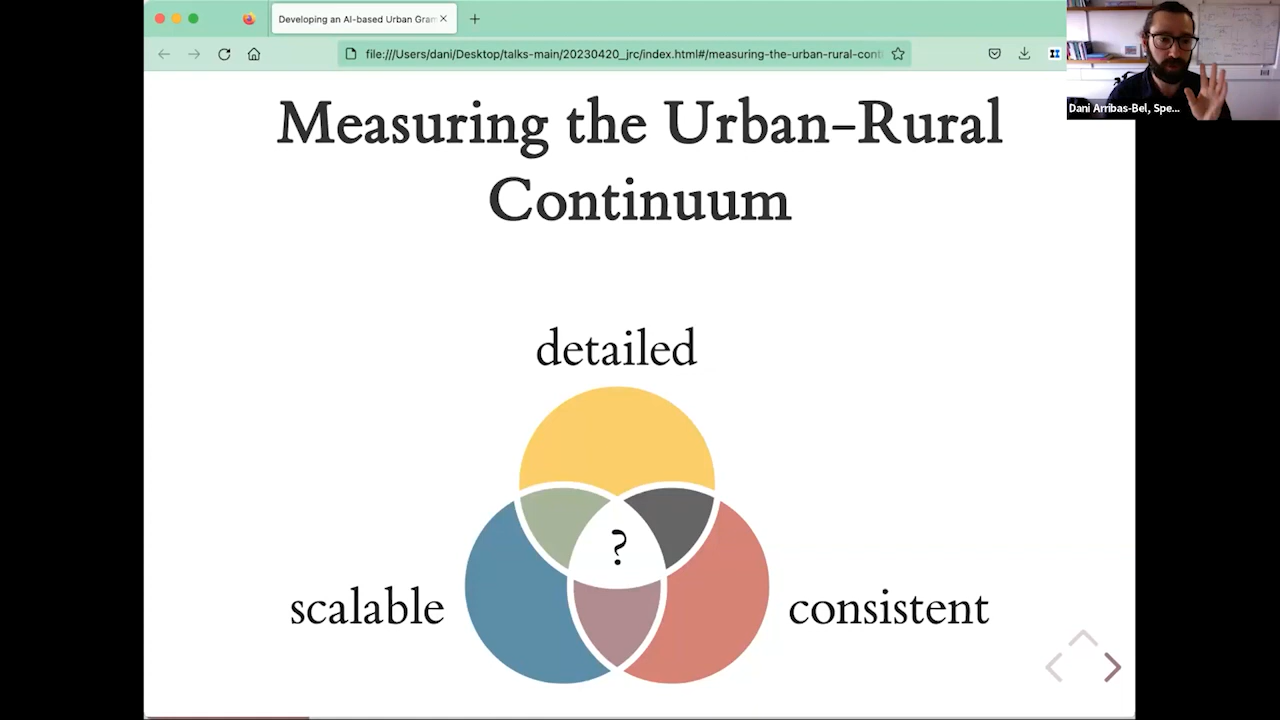 Developing an AI-based Urban Gram
file:///Users/dani/Desktop/talks-main/20230420_jrc/index.html#/measuring-the-urban-rural-cont
Dani Arribas-Bel, Spe...
Measuring the Urban-Rural
Continuum
detailed
?
scalable
consistent